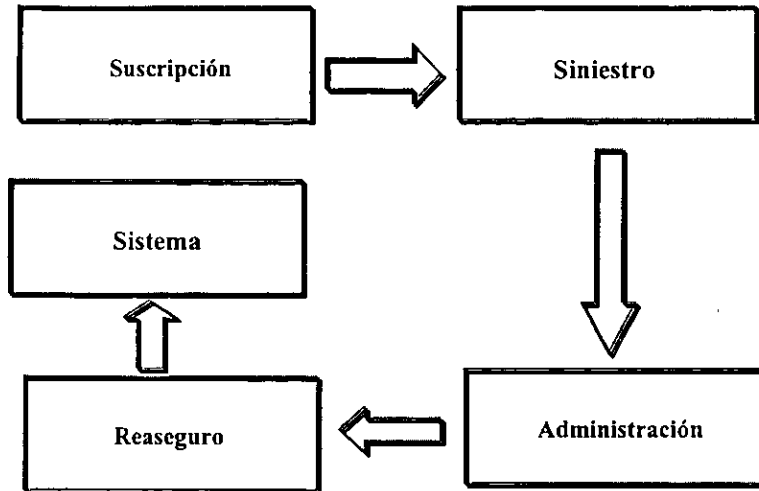 Suscripción
Siniestro
Sistema
Reaseguro
Administración